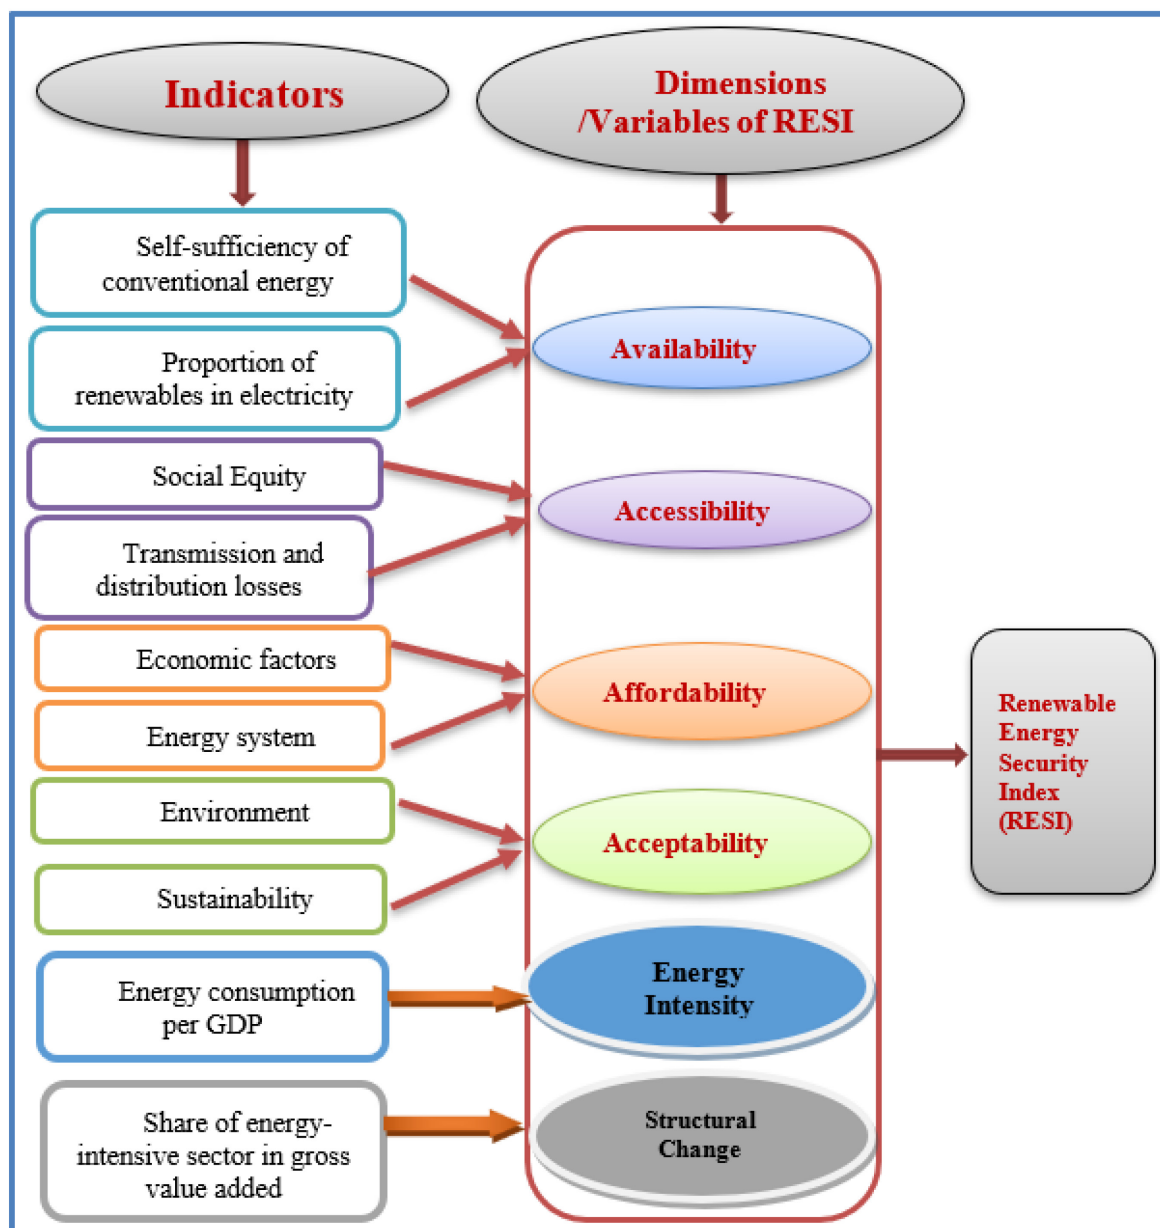 Indicators
Dimensions
/Variables of RESI
Self-sufficiency of
conventional energy
Proportion of
renewables in electricity
Social Equity
Transmission and
distribution losses
Economic factors
Energy system
Environment
Sustainability
Energy consumption
per GDP
Share of energy-
intensive sector in gross
value added
Availability
Accessibility
Affordability
Acceptability
Energy
Intensity
Structural
Change
Renewable
Energy
Security
Index
(RESI)